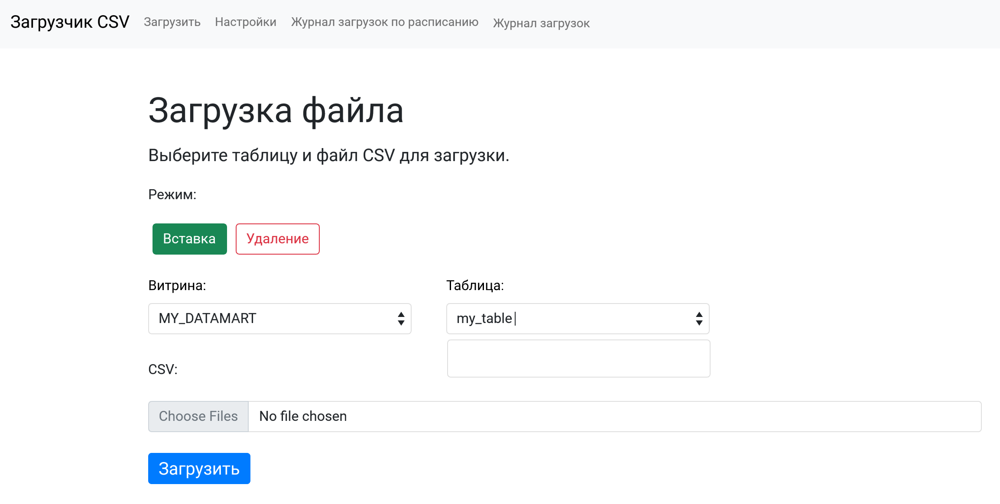 Загрузчик CSV Загрузить Настройки Журнал загрузок по расписанию Журнал загрузок
Загрузка файла
Выберите таблицу и файл CSV для загрузки.
Режим:
Вставка Удаление
Витрина: Таблица:
MY_DATAMART my_table
CSV:
Choose Files No file chosen
Загрузить